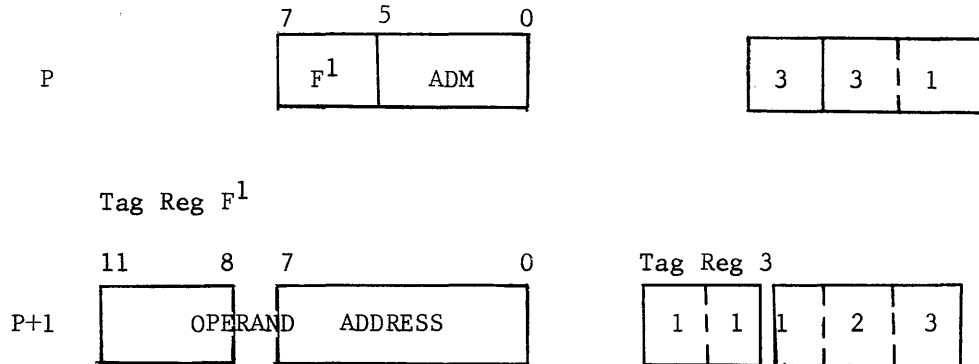 7 5 0
P F¹ ADM 3 3 1
Tag Reg F¹
11 8 7 0 Tag Reg 3
P+1 OPERAND ADDRESS 1 1 1 2 3